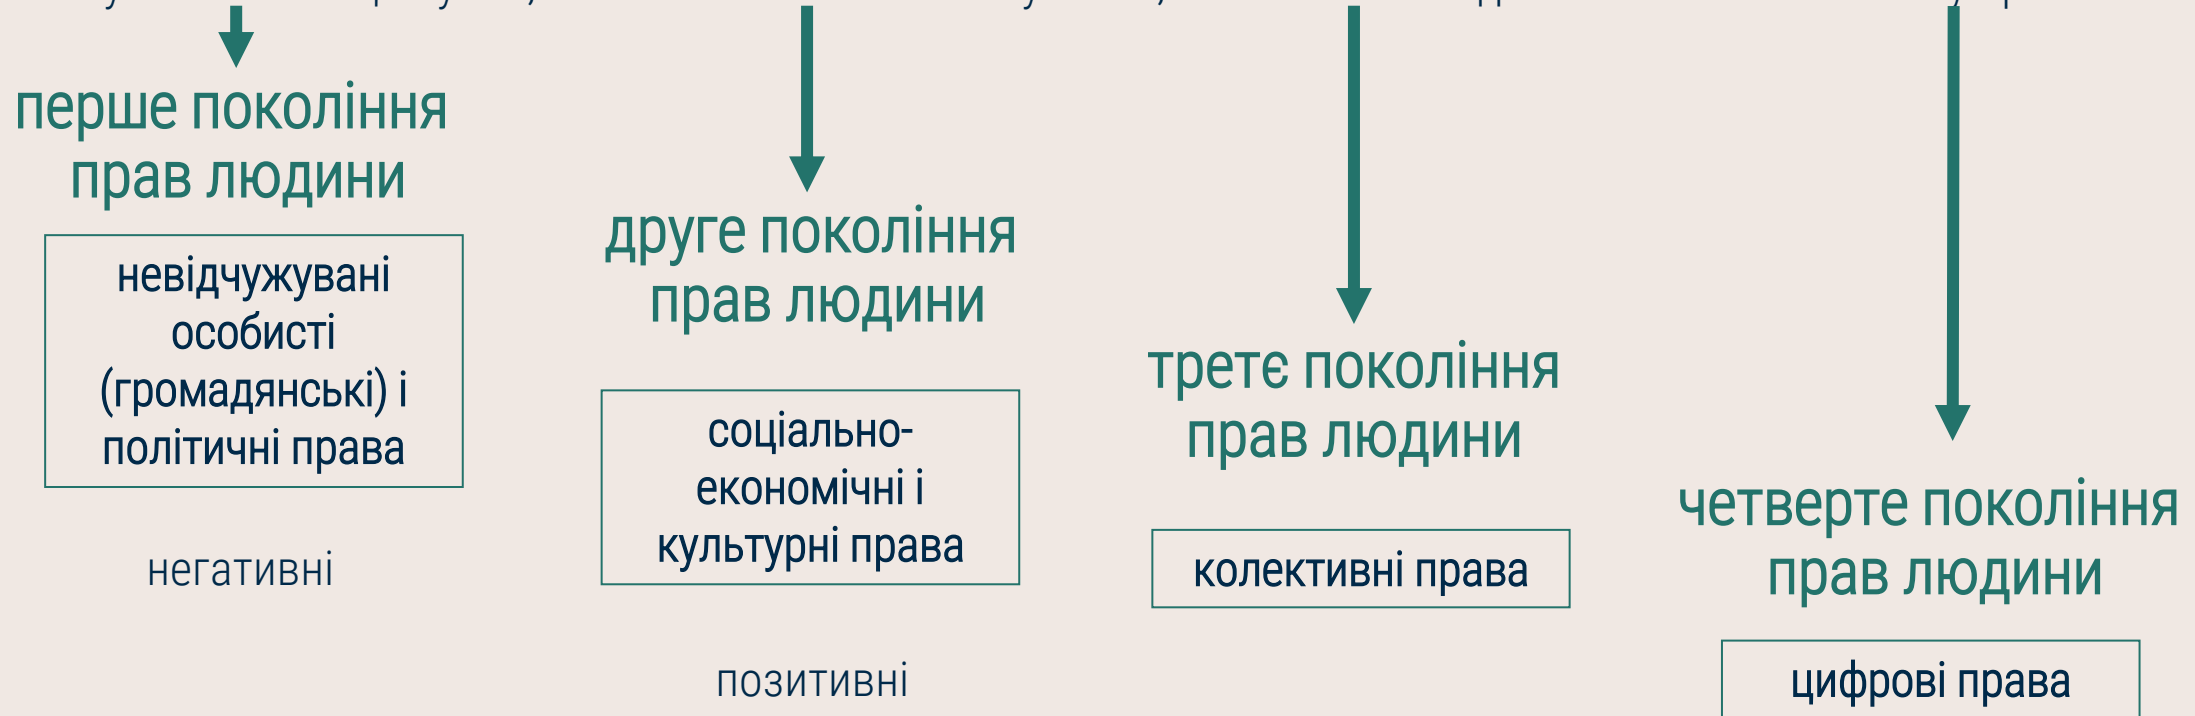 перше покоління
прав людини
невідчужувані
особисті
(громадянські) і
політичні права
негативні
друге покоління
прав людини
соціально-
економічні і
культурні права
позитивні
третє покоління
прав людини
колективні права
четверте покоління
прав людини
цифрові права